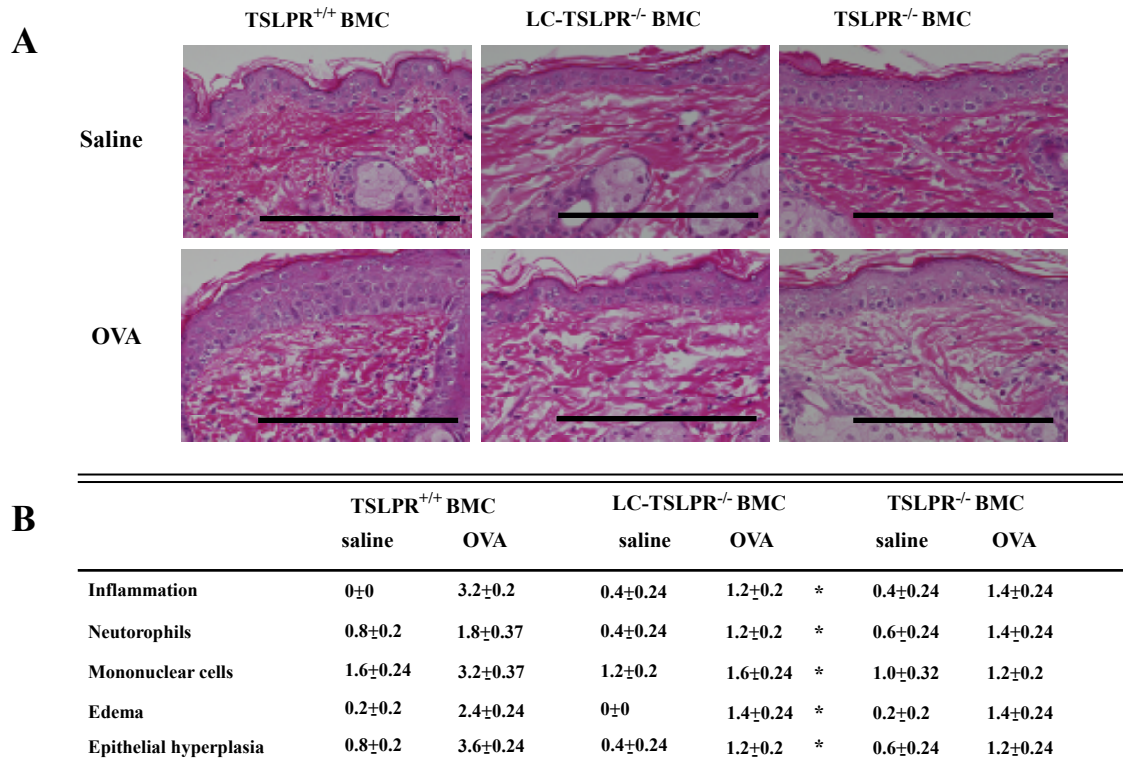 A
TSLPR+/+ BMC LC-TSLPR-/- BMC TSLPR-/- BMC
Saline
OVA
B
TSLPR+/+ BMC LC-TSLPR-/- BMC TSLPR-/- BMC
saline OVA saline OVA saline OVA
Inflammation 0±0 3.2±0.2 0.4±0.24 1.2±0.2 * 0.4±0.24 1.4±0.24
Neutorophils 0.8±0.2 1.8±0.37 0.4±0.24 1.2±0.2 * 0.6±0.24 1.4±0.24
Mononuclear cells 1.6±0.24 3.2±0.37 1.2±0.2 1.6±0.24 * 1.0±0.32 1.2±0.2
Edema 0.2±0.2 2.4±0.24 0±0 1.4±0.24 * 0.2±0.2 1.4±0.24
Epithelial hyperplasia 0.8±0.2 3.6±0.24 0.4±0.24 1.2±0.2 * 0.6±0.24 1.2±0.24